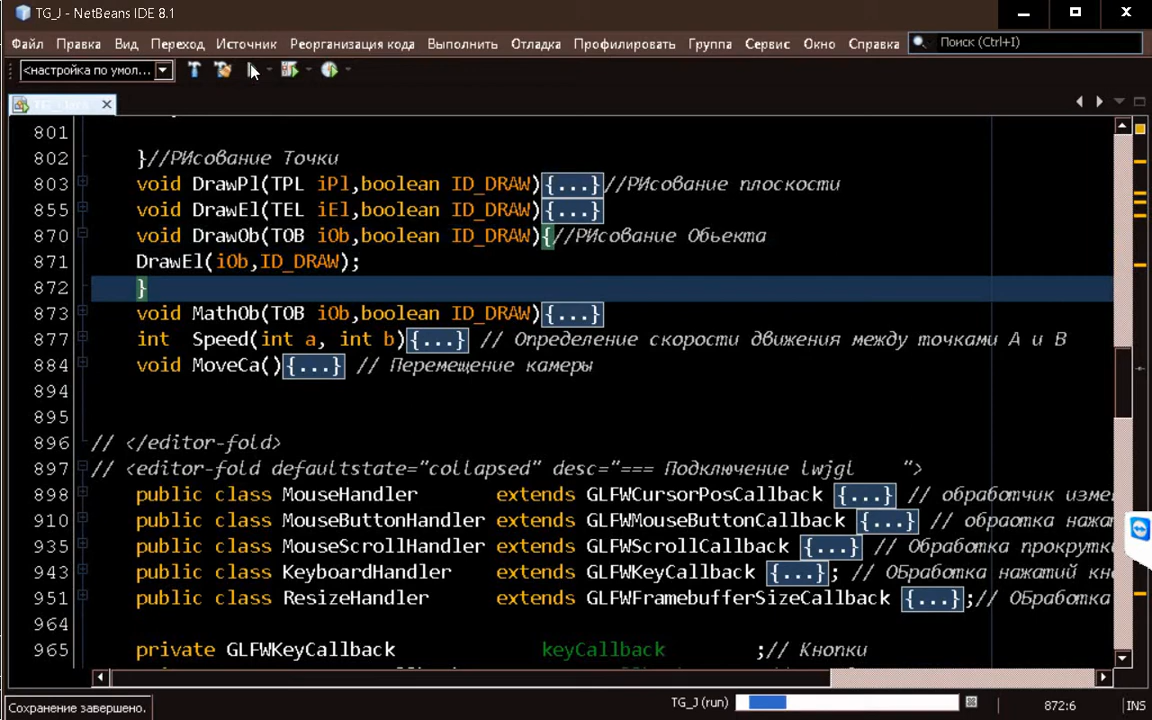 TG_J - NetBeans IDE 8.1
Файл Правка Вид Переход Источник Реорганизация кода Выполнить Отладка Профилировать Группа Сервис Окно Справка Поиск (Ctrl+I)
<настройка по умол...
801
802 }//РИсование Точки
803 void DrawPl(TPL iPl,boolean ID_DRAW){...}//РИсование плоскости
855 void DrawEl(TEL iEl,boolean ID_DRAW){...}
870 void DrawOb(TOB iOb,boolean ID_DRAW){//РИсование Обьекта
871 DrawEl(iOb,ID_DRAW);
872 }
873 void MathOb(TOB iOb,boolean ID_DRAW){...}
877 int Speed(int a, int b){...} // Определение скорости движения между точками А и В
884 void MoveCa(){...} // Перемещение камеры
894
895
896 // </editor-fold>
897 // <editor-fold defaultstate="collapsed" desc="=== Подключение lwjgl ">
898 public class MouseHandler extends GLFWCursorPosCallback {...} // обработчик изме
910 public class MouseButtonHandler extends GLFWMouseButtonCallback {...} // обраотка нажат
935 public class MouseScrollHandler extends GLFWScrollCallback {...} // Обработка прокрутк
943 public class KeyboardHandler extends GLFWKeyCallback {...}; // ОБработка нажатий кно
951 public class ResizeHandler extends GLFWFramebufferSizeCallback {...};// ОБработка
964
965 private GLFWKeyCallback keyCallback ;// Кнопки
Сохранение завершено. TG_J (run) 872:6 INS